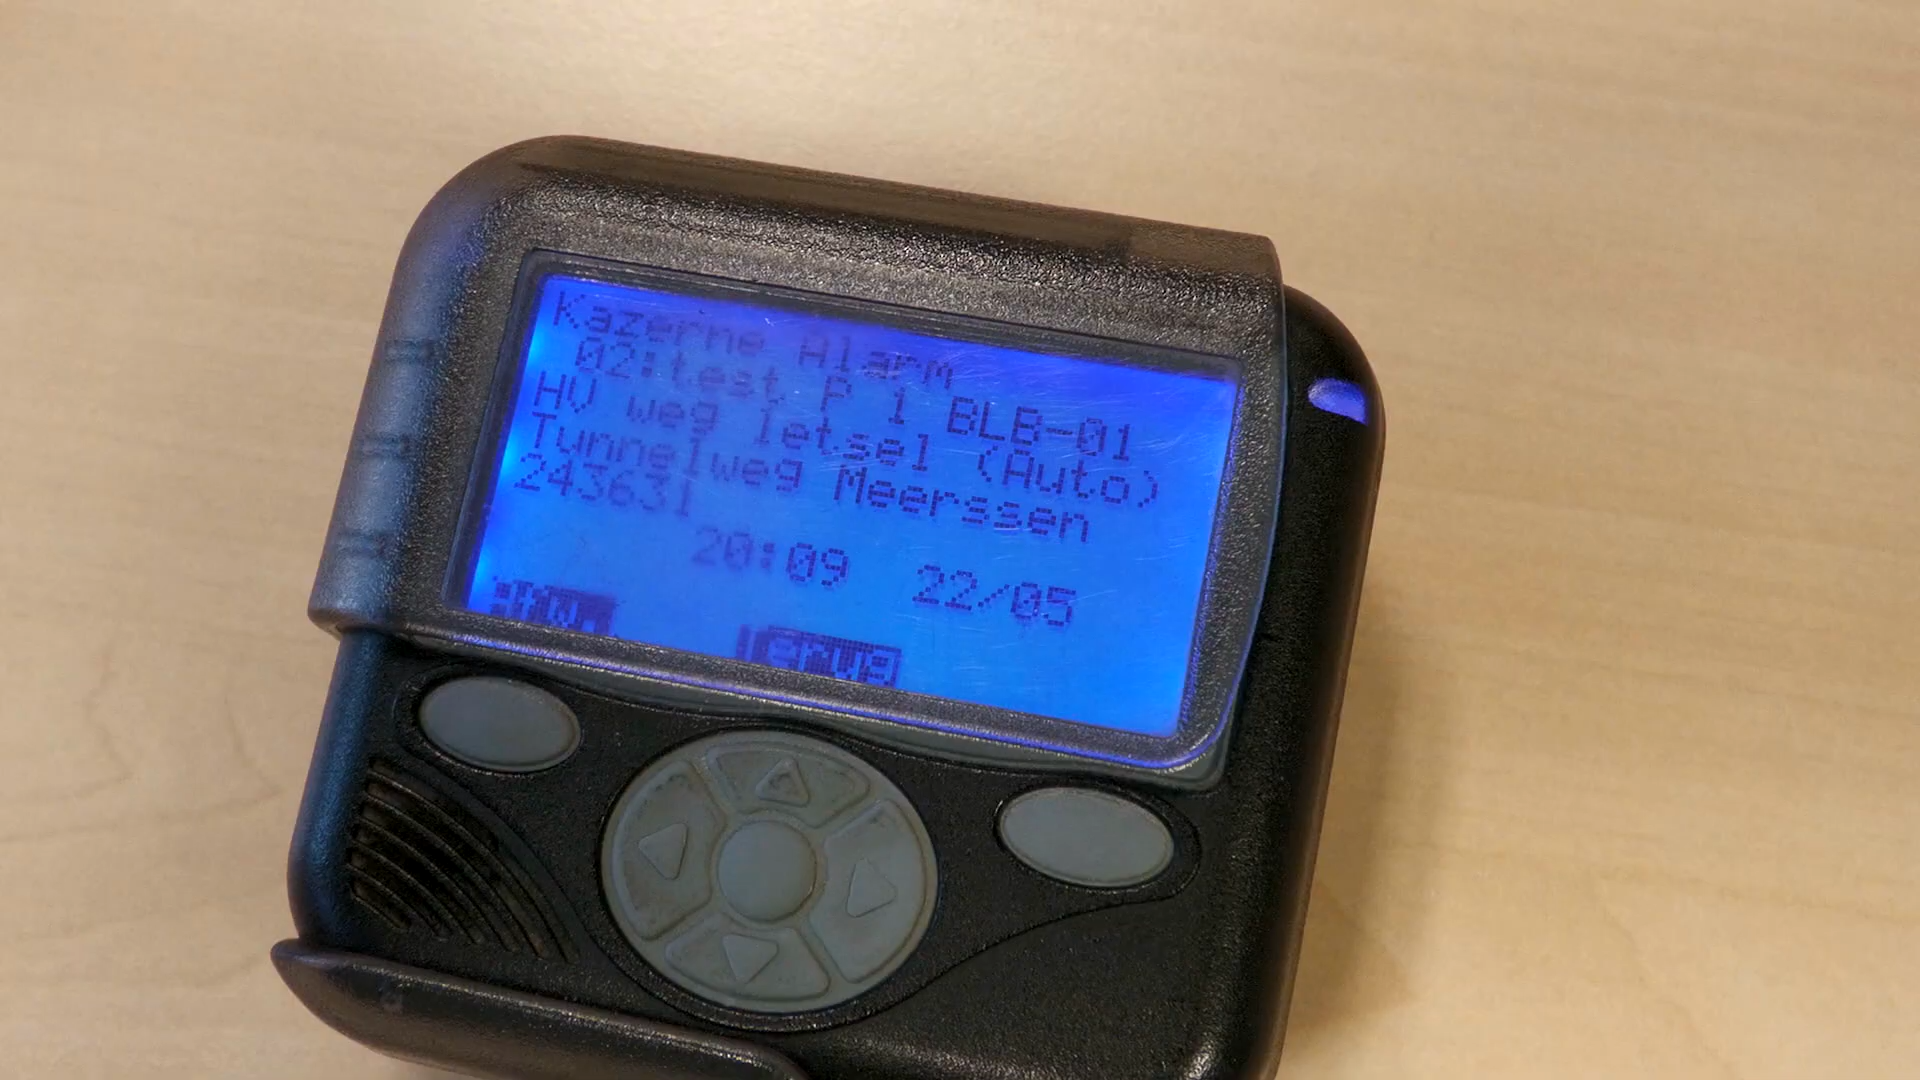 Kazerne Alarm
02:test P 1 BLB-01
HV weg letsel (Auto)
Tunnelweg Meerssen
243631
20:09 22/05